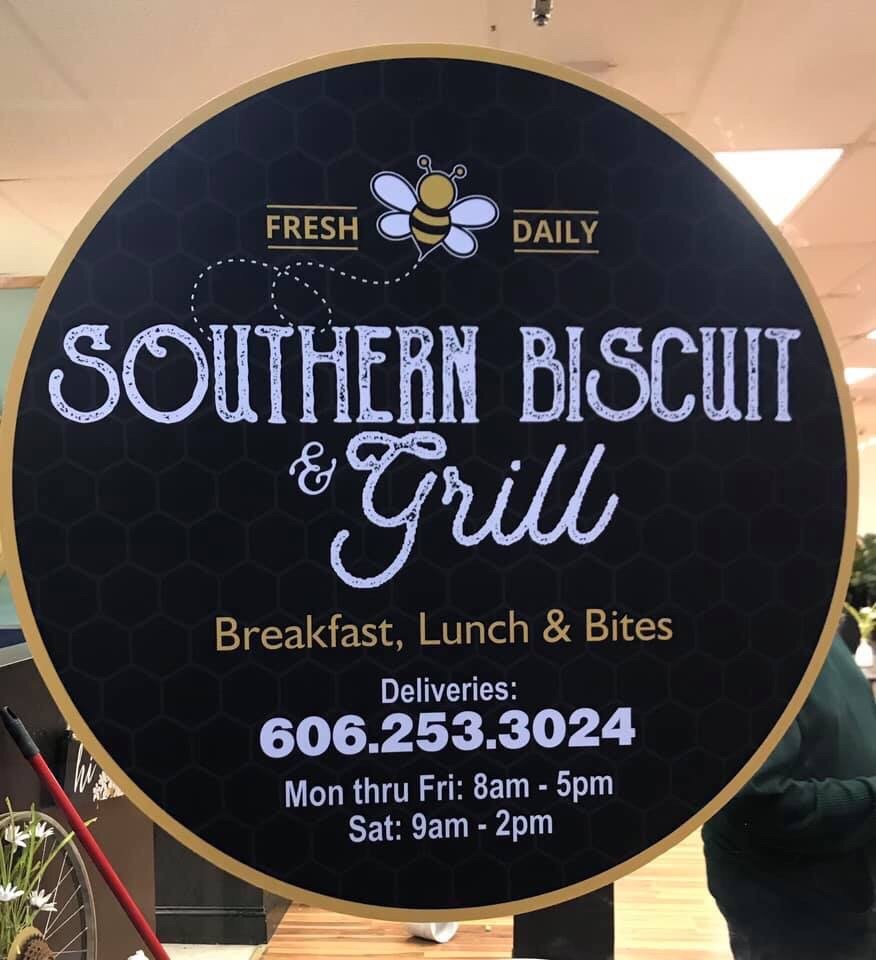 FRESH DAILY
SOUTHERN BISCUIT
& Grill
Breakfast, Lunch & Bites
Deliveries:
606.253.3024
Mon thru Fri: 8am - 5pm
Sat: 9am - 2pm
hi